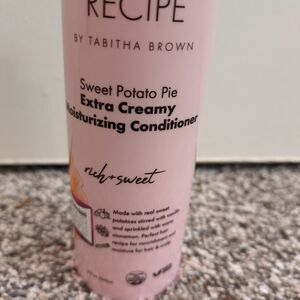 RECIPE
BY TABITHA BROWN
Sweet Potato Pie
Extra Creamy
Moisturizing Conditioner
rich+sweet
Made with real sweet
potatoes stirred with vanilla
and sprinkled with warm
cinnamon. Perfect hair
recipe for nourishment and
moisture for hair & scalp.